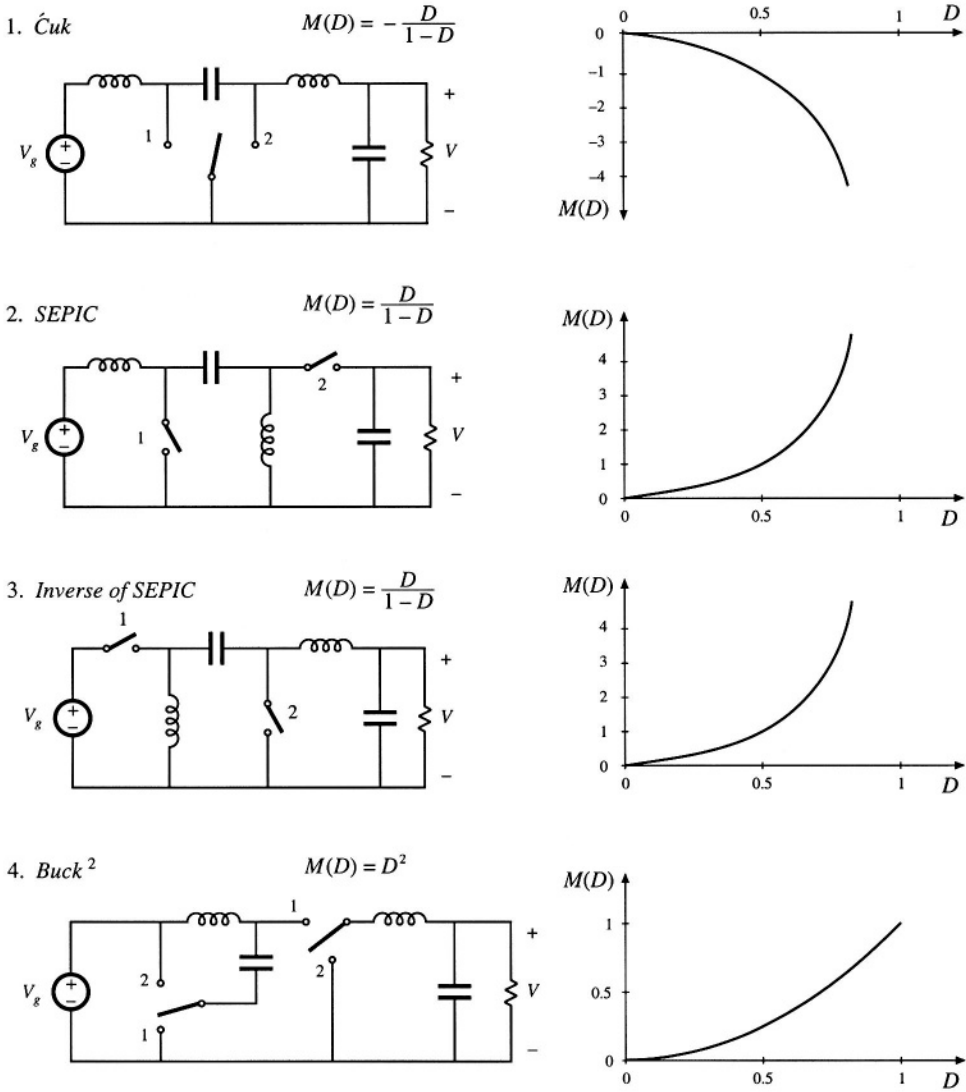 1. Ćuk
M(D) = − D / (1 − D)
V_g
+
−
1
2
+
V
−
0
0.5
1
D
0
−1
−2
−3
−4
M(D)
2. SEPIC
M(D) = D / (1 − D)
V_g
+
−
1
2
+
V
−
M(D)
4
3
2
1
0
0
0.5
1
D
3. Inverse of SEPIC
M(D) = D / (1 − D)
1
V_g
+
−
2
+
V
−
M(D)
4
3
2
1
0
0
0.5
1
D
4. Buck²
M(D) = D²
V_g
+
−
2
1
1
2
+
V
−
M(D)
1
0.5
0
0
0.5
1
D